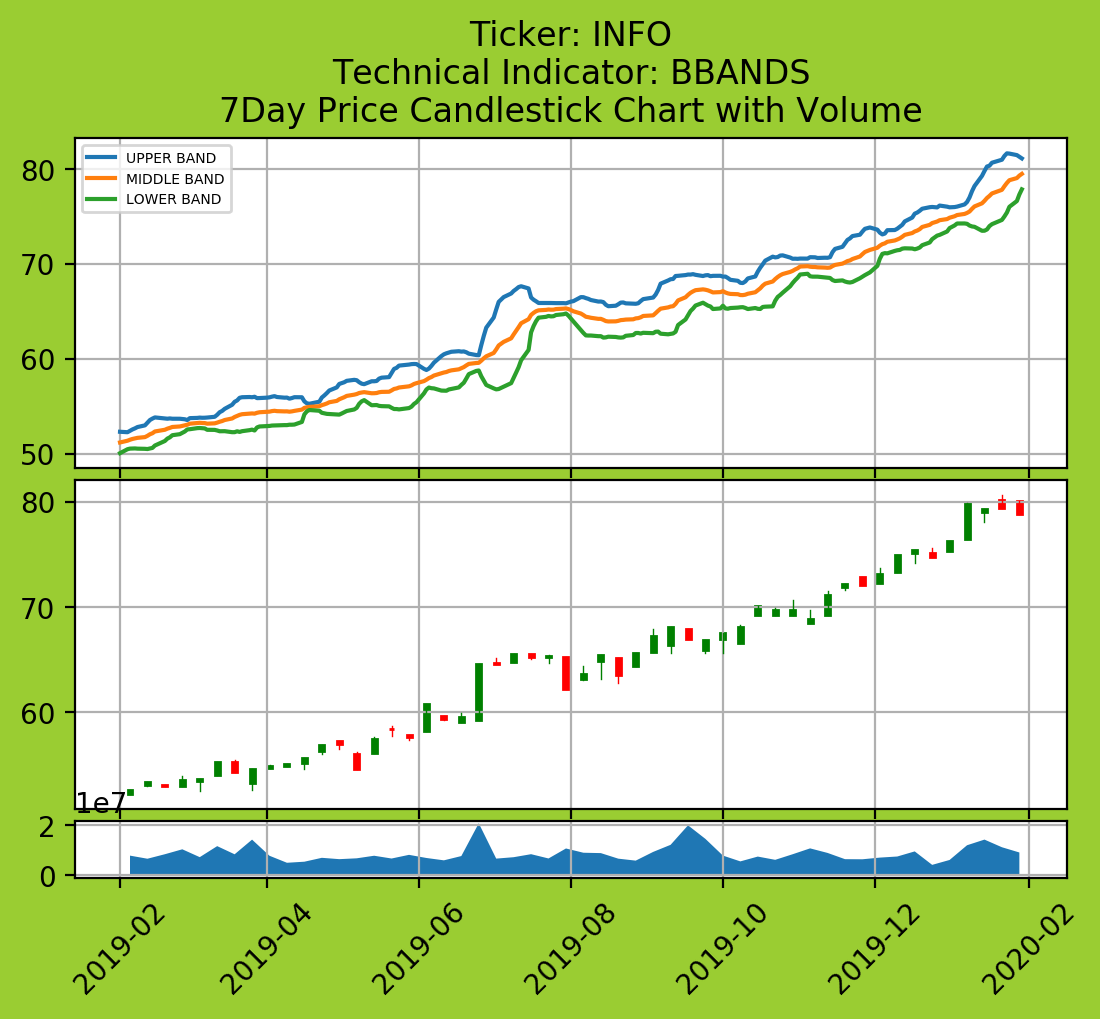 Ticker: INFO
Technical Indicator: BBANDS
7Day Price Candlestick Chart with Volume
80
70
60
50
UPPER BAND
MIDDLE BAND
LOWER BAND
80
70
60
1e7
2
0
2019-02
2019-04
2019-06
2019-08
2019-10
2019-12
2020-02